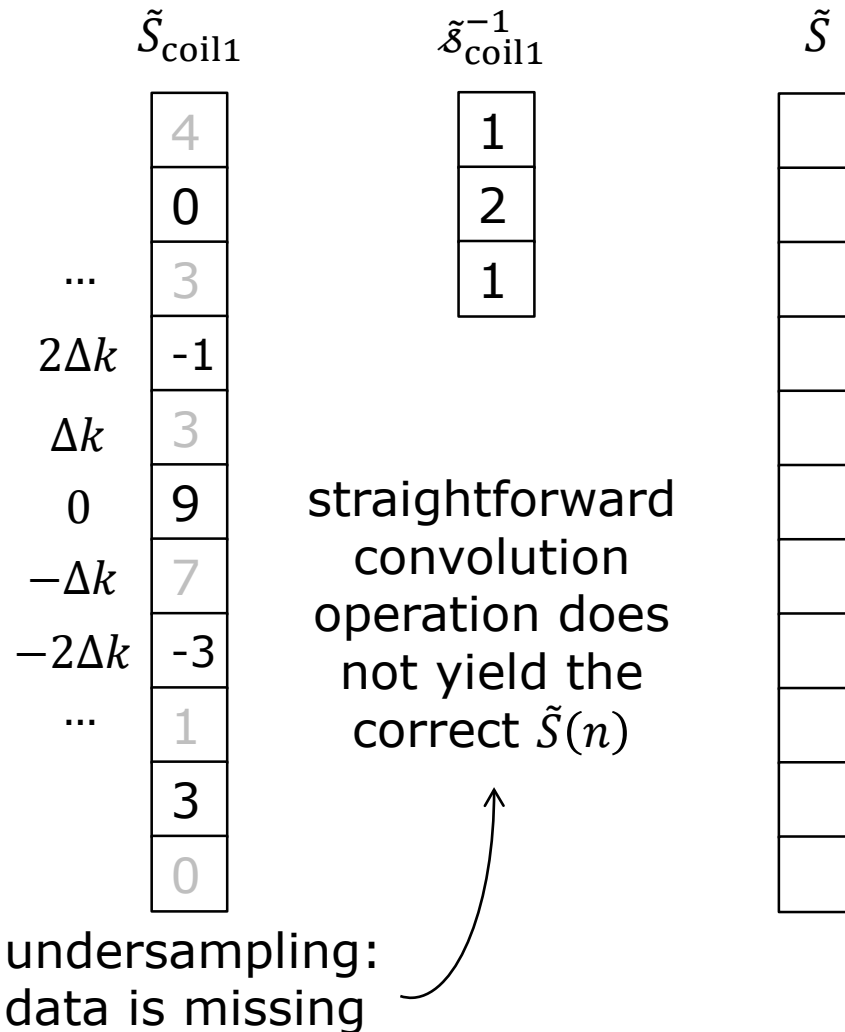 S̃coil1 𝓈̃⁻¹coil1 S̃
4 1
0 2
... 3 1
2Δk -1
Δk 3
0 9 straightforward
−Δk 7 convolution
operation does
−2Δk -3 not yield the
... 1 correct S̃(n)
3
0
undersampling:
data is missing